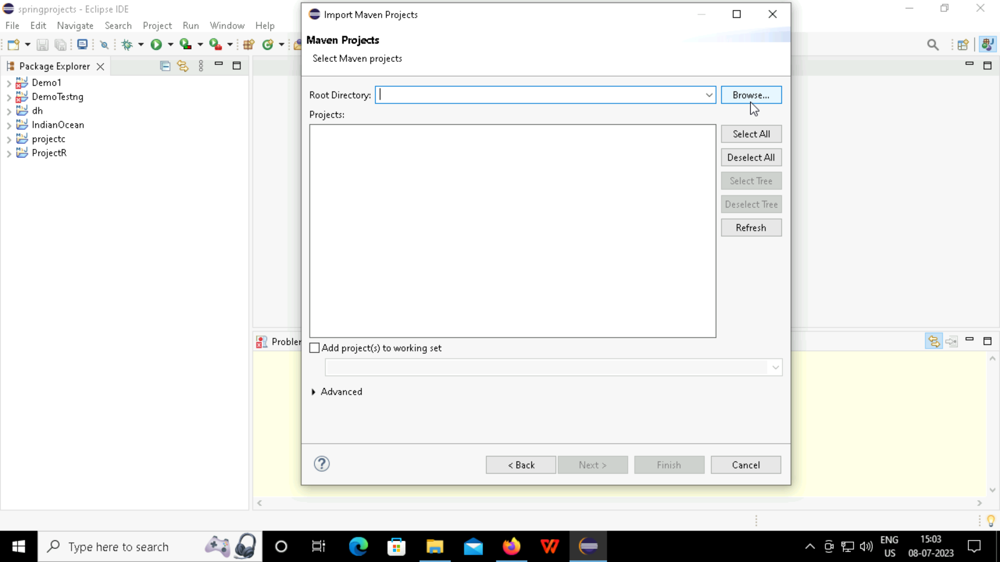 springprojects - Eclipse IDE
File Edit Navigate Search Project Run Window Help
Package Explorer
Demo1
DemoTestng
dh
IndianOcean
projectc
ProjectR
Import Maven Projects
Maven Projects
Select Maven projects
Root Directory:
Browse...
Projects:
Select All
Deselect All
Select Tree
Deselect Tree
Refresh
Add project(s) to working set
Advanced
< Back
Next >
Finish
Cancel
Type here to search
ENG
US
15:03
08-07-2023